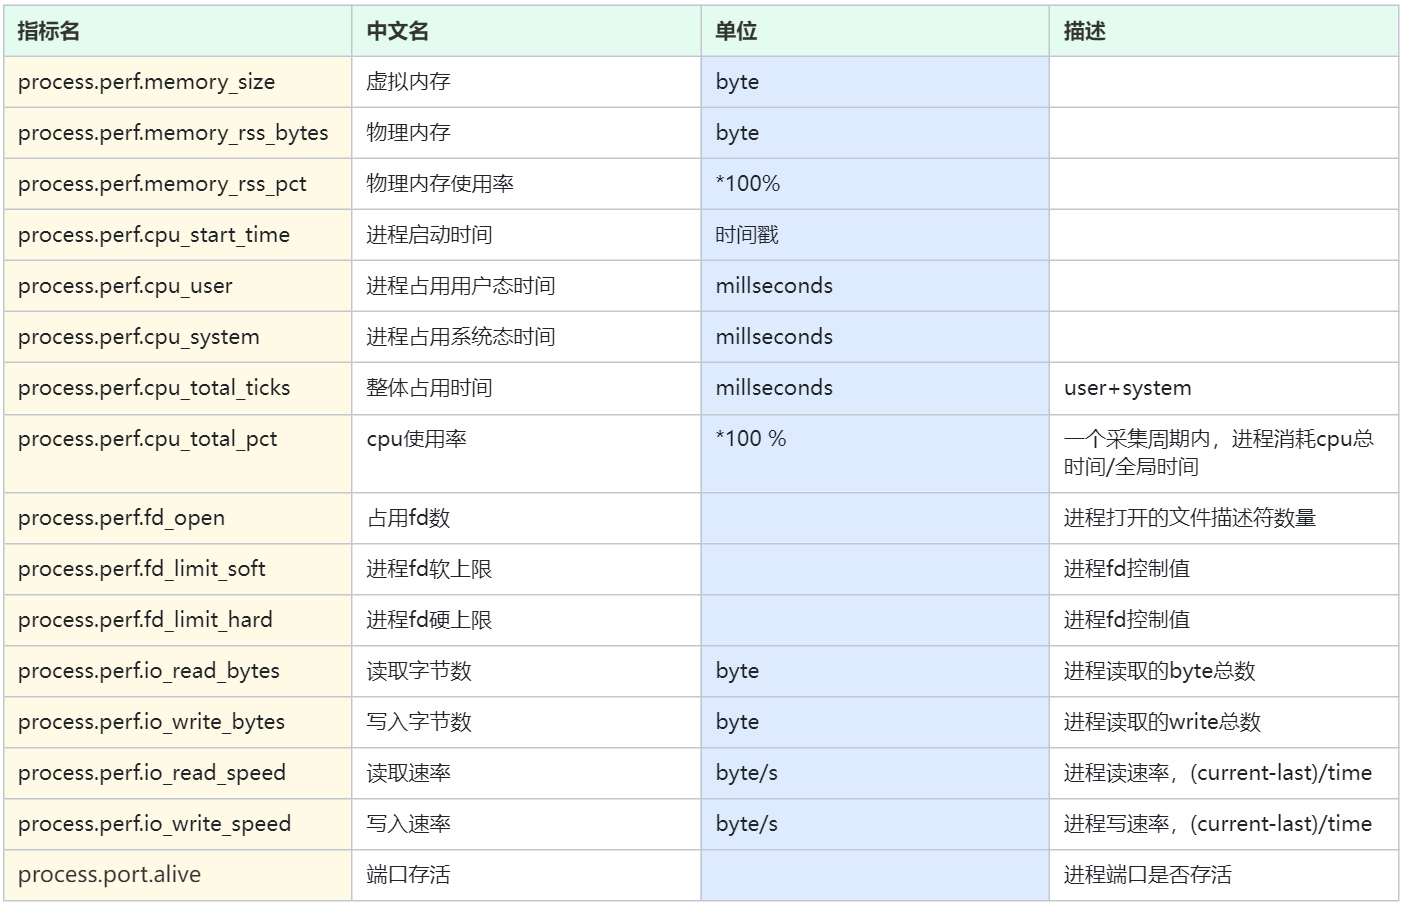 指标名 中文名 单位 描述
process.perf.memory_size 虚拟内存 byte
process.perf.memory_rss_bytes 物理内存 byte
process.perf.memory_rss_pct 物理内存使用率 *100%
process.perf.cpu_start_time 进程启动时间 时间戳
process.perf.cpu_user 进程占用用户态时间 millseconds
process.perf.cpu_system 进程占用系统态时间 millseconds
process.perf.cpu_total_ticks 整体占用时间 millseconds user+system
process.perf.cpu_total_pct cpu使用率 *100 % 一个采集周期内，进程消耗cpu总
时间/全局时间
process.perf.fd_open 占用fd数 进程打开的文件描述符数量
process.perf.fd_limit_soft 进程fd软上限 进程fd控制值
process.perf.fd_limit_hard 进程fd硬上限 进程fd控制值
process.perf.io_read_bytes 读取字节数 byte 进程读取的byte总数
process.perf.io_write_bytes 写入字节数 byte 进程读取的write总数
process.perf.io_read_speed 读取速率 byte/s 进程读速率，(current-last)/time
process.perf.io_write_speed 写入速率 byte/s 进程写速率，(current-last)/time
process.port.alive 端口存活 进程端口是否存活